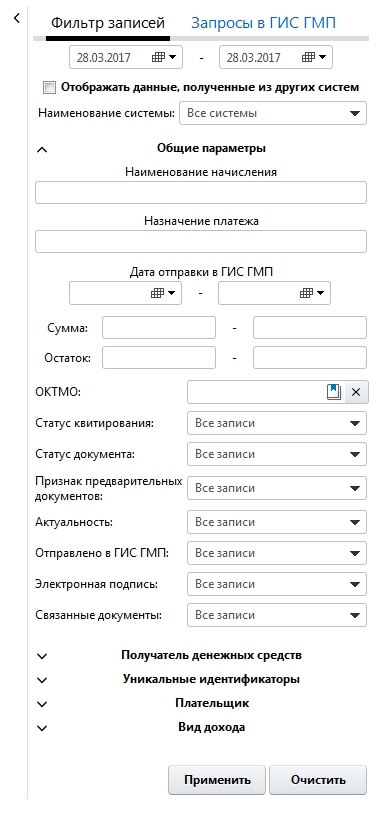 Фильтр записей Запросы в ГИС ГМП
28.03.2017 - 28.03.2017
Отображать данные, полученные из других систем
Наименование системы: Все системы
Общие параметры
Наименование начисления
Назначение платежа
Дата отправки в ГИС ГМП
-
Сумма: -
Остаток: -
ОКТМО:
Статус квитирования: Все записи
Статус документа: Все записи
Признак предварительных
документов: Все записи
Актуальность: Все записи
Отправлено в ГИС ГМП: Все записи
Электронная подпись: Все записи
Связанные документы: Все записи
Получатель денежных средств
Уникальные идентификаторы
Плательщик
Вид дохода
Применить Очистить